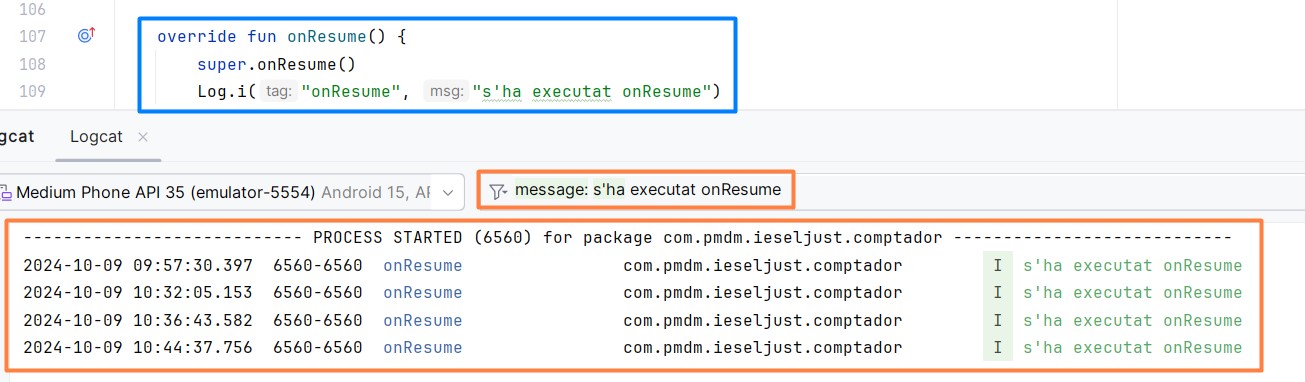 106
107 override fun onResume() {
108 super.onResume()
109 Log.i( tag: "onResume", msg: "s'ha executat onResume")
gcat Logcat ×
Medium Phone API 35 (emulator-5554) Android 15, AP message: s'ha executat onResume
--------------------------- PROCESS STARTED (6560) for package com.pmdm.ieseljust.comptador ---------------------------
2024-10-09 09:57:30.397 6560-6560 onResume com.pmdm.ieseljust.comptador I s'ha executat onResume
2024-10-09 10:32:05.153 6560-6560 onResume com.pmdm.ieseljust.comptador I s'ha executat onResume
2024-10-09 10:36:43.582 6560-6560 onResume com.pmdm.ieseljust.comptador I s'ha executat onResume
2024-10-09 10:44:37.756 6560-6560 onResume com.pmdm.ieseljust.comptador I s'ha executat onResume